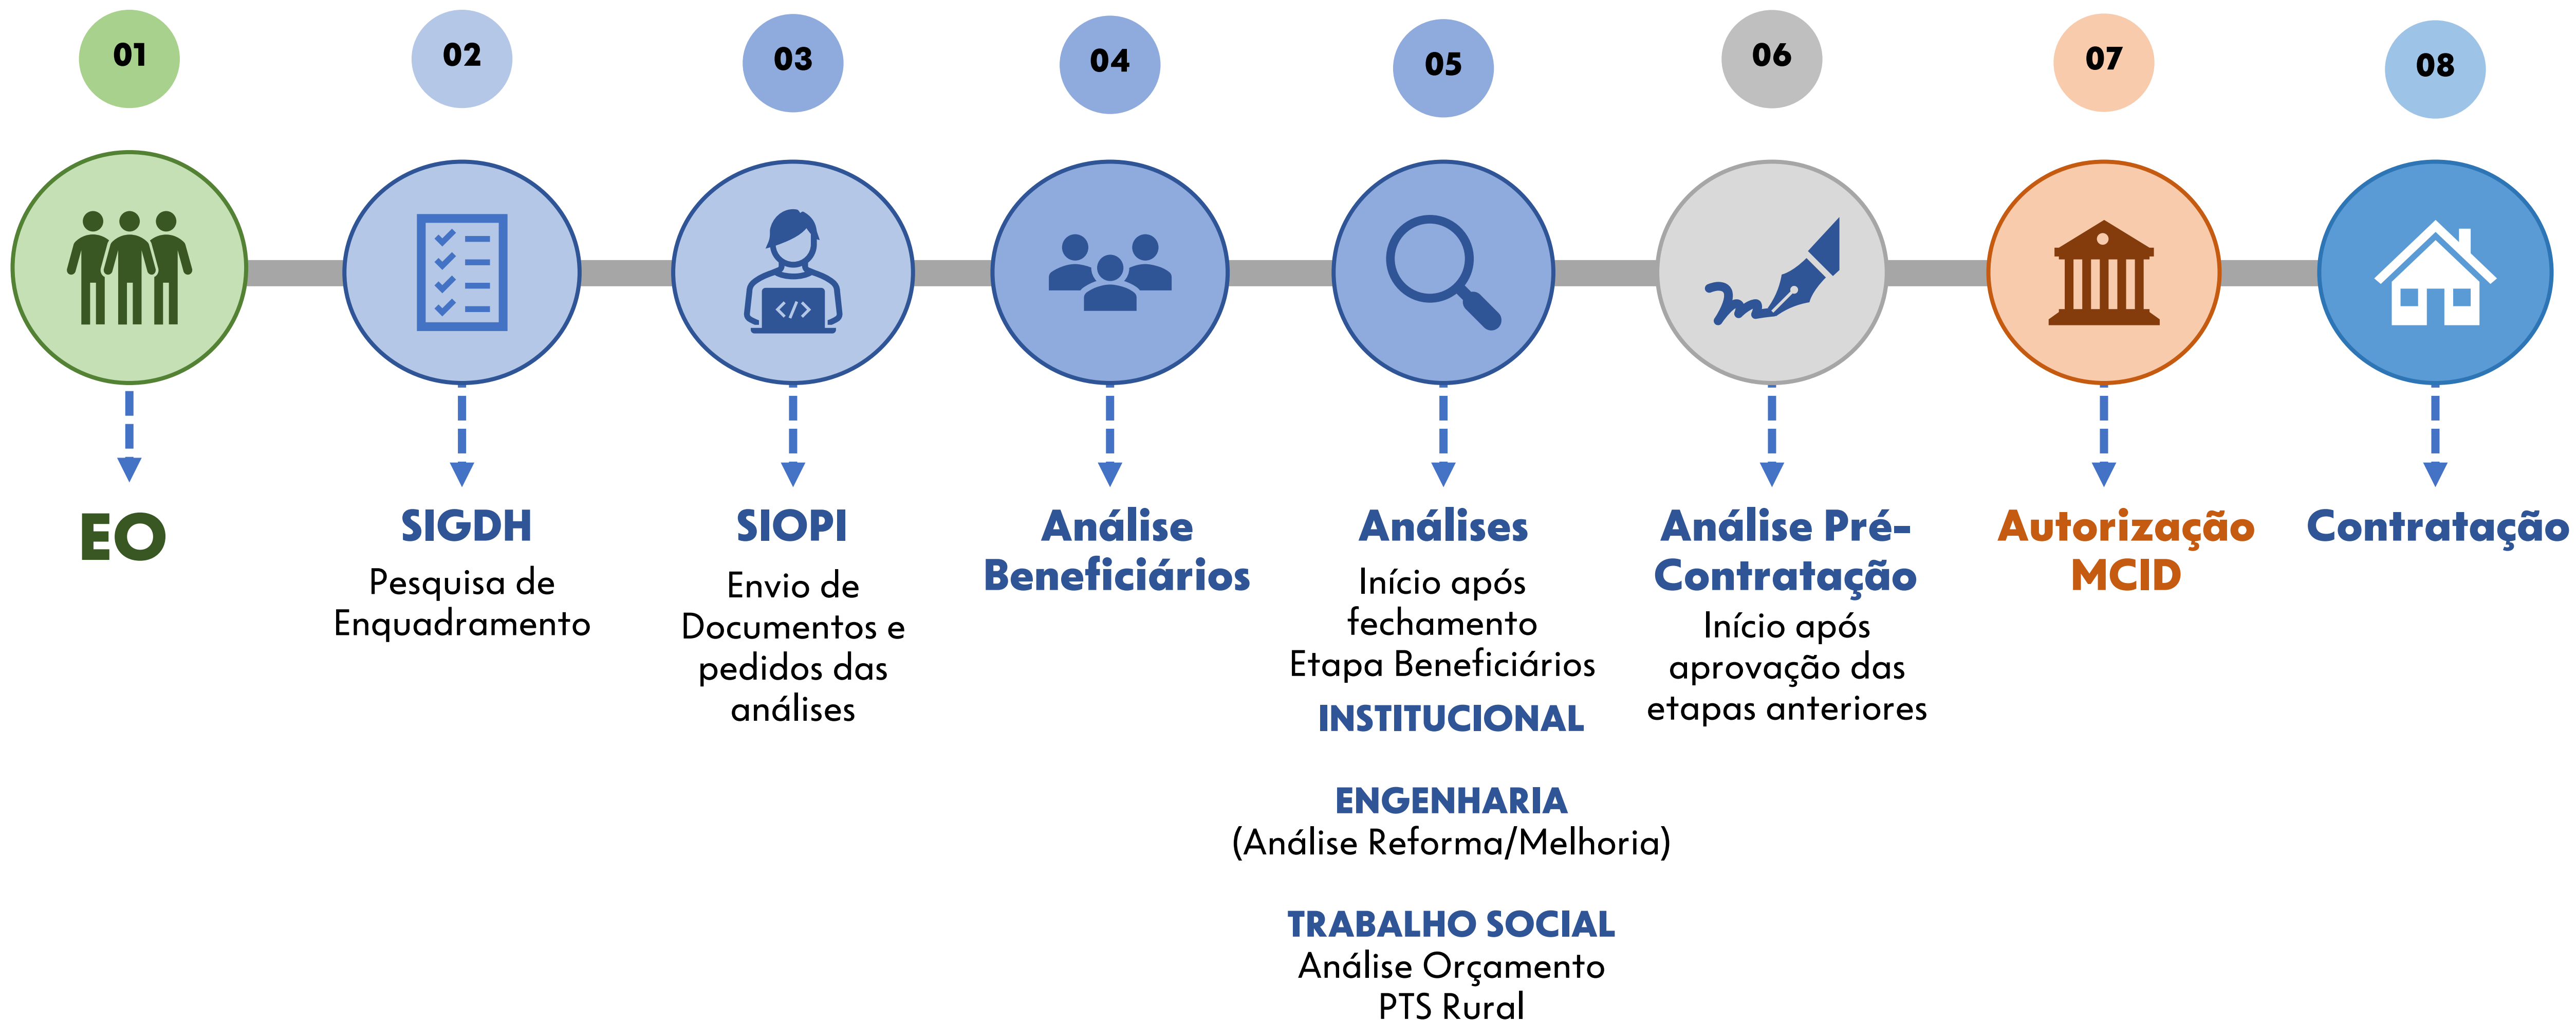 01
02
03
04
05
06
07
08
</>
EO
SIGDH
Pesquisa de
Enquadramento
SIOPI
Envio de
Documentos e
pedidos das
análises
Análise
Beneficiários
Análises
Início após
fechamento
Etapa Beneficiários
INSTITUCIONAL
ENGENHARIA
(Análise Reforma/Melhoria)
TRABALHO SOCIAL
Análise Orçamento
PTS Rural
Análise Pré-
Contratação
Início após
aprovação das
etapas anteriores
Autorização
MCID
Contratação